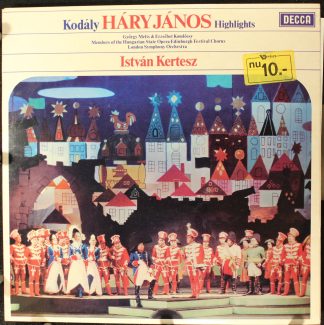 Kodály HÁRY JÁNOS Highlights
DECCA
György Melis & Erzsébet Komlóssy
Members of the Hungarian State Opera/Edinburgh Festival Chorus
London Symphony Orchestra
István Kertesz
nu
10.-